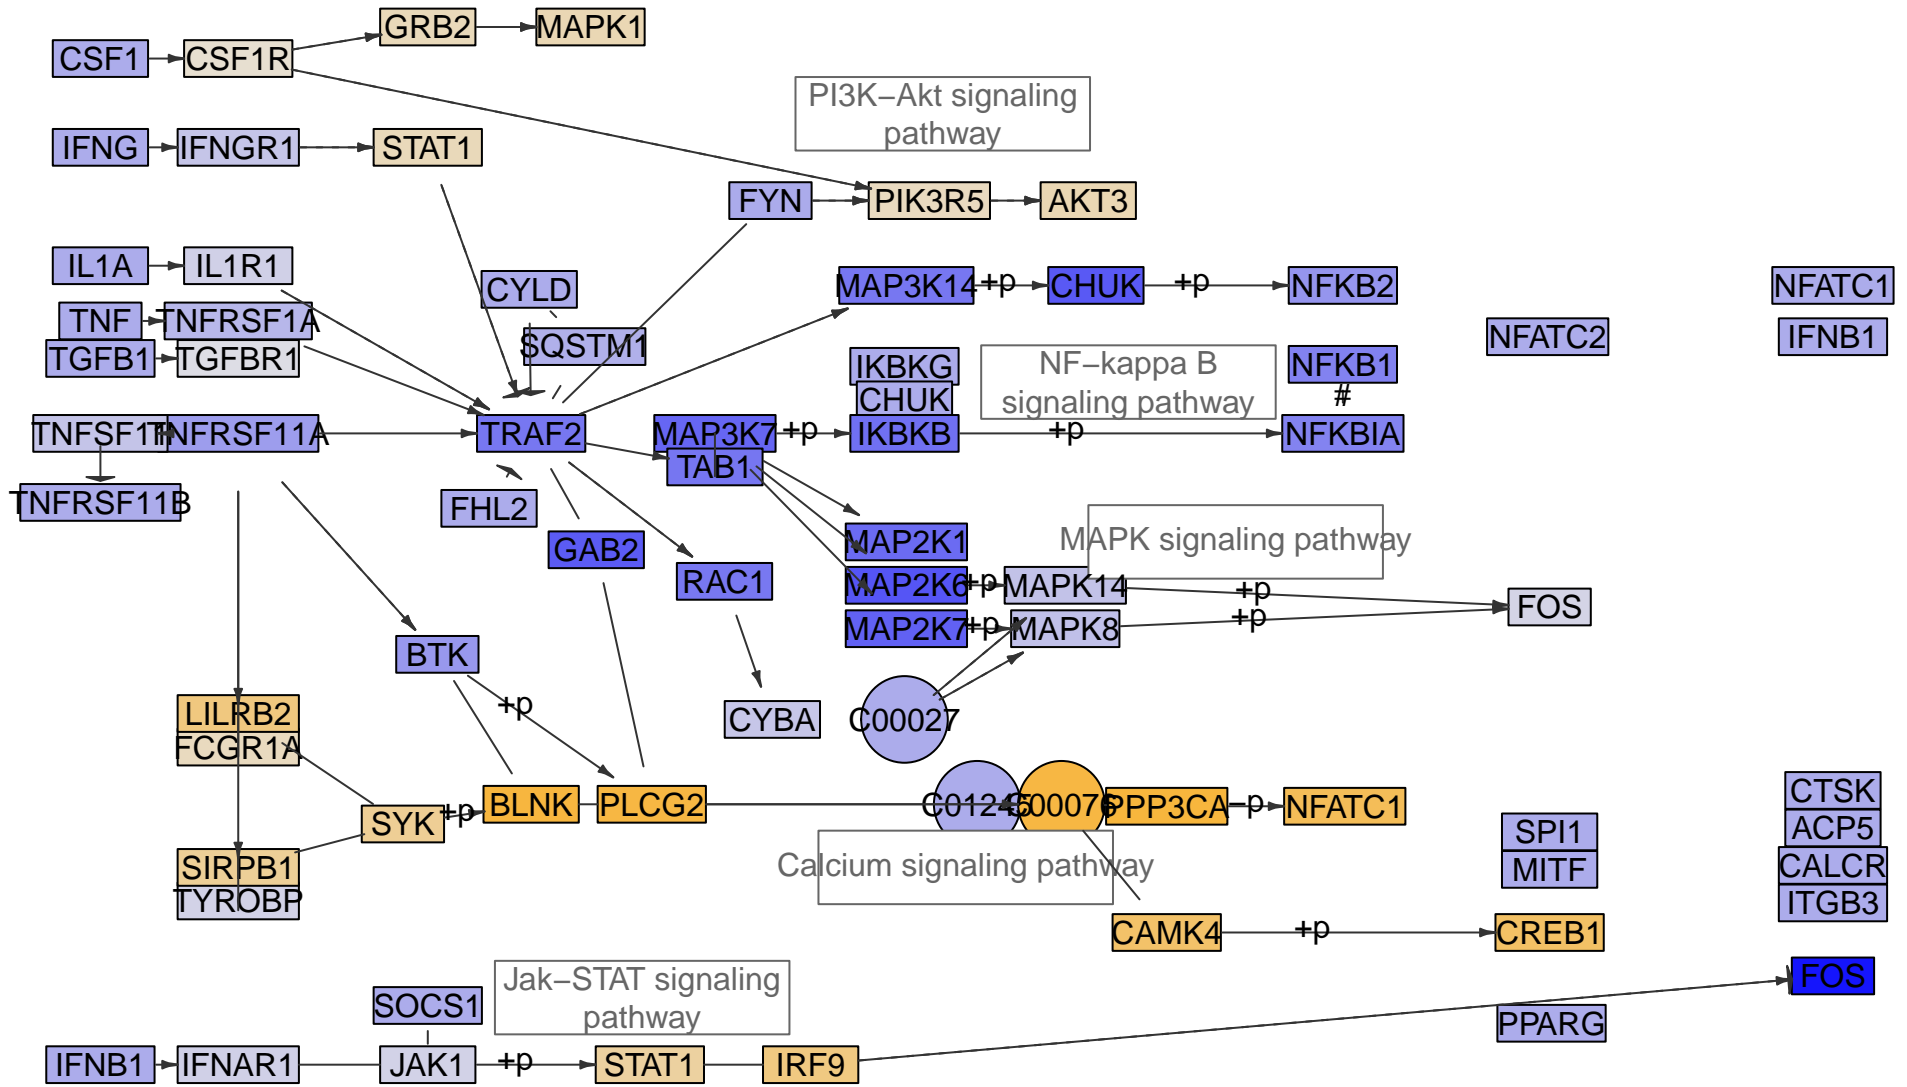 GRB2
MAPK1
CSF1
CSF1R
PI3K−Akt signaling
pathway
IFNG
IFNGR1
STAT1
FYN
PIK3R5
AKT3
IL1A
IL1R1
CYLD
MAP3K14
+p
CHUK
+p
NFKB2
NFATC1
TNF
TNFRSF1A
SQSTM1
NFATC2
IFNB1
TGFB1
TGFBR1
IKBKG
NF−kappa B
signaling pathway
NFKB1
CHUK
#
TNFRSF11A
TRAF2
MAP3K7
+p
IKBKB
+p
NFKBIA
TAB1
TNFRSF11B
FHL2
GAB2
MAP2K1
MAPK signaling pathway
RAC1
MAP2K6
+p
MAPK14
+p
FOS
MAP2K7
+p
MAPK8
+p
BTK
+p
LILRB2
CYBA
C00027
FCGR1A
SYK
+p
BLNK
PLCG2
C00076
PPP3CA
−p
NFATC1
CTSK
SPI1
ACP5
Calcium signaling pathway
SIRPB1
MITF
CALCR
TYROBP
ITGB3
CAMK4
+p
CREB1
Jak−STAT signaling
pathway
FOS
SOCS1
PPARG
IFNB1
IFNAR1
JAK1
+p
STAT1
IRF9